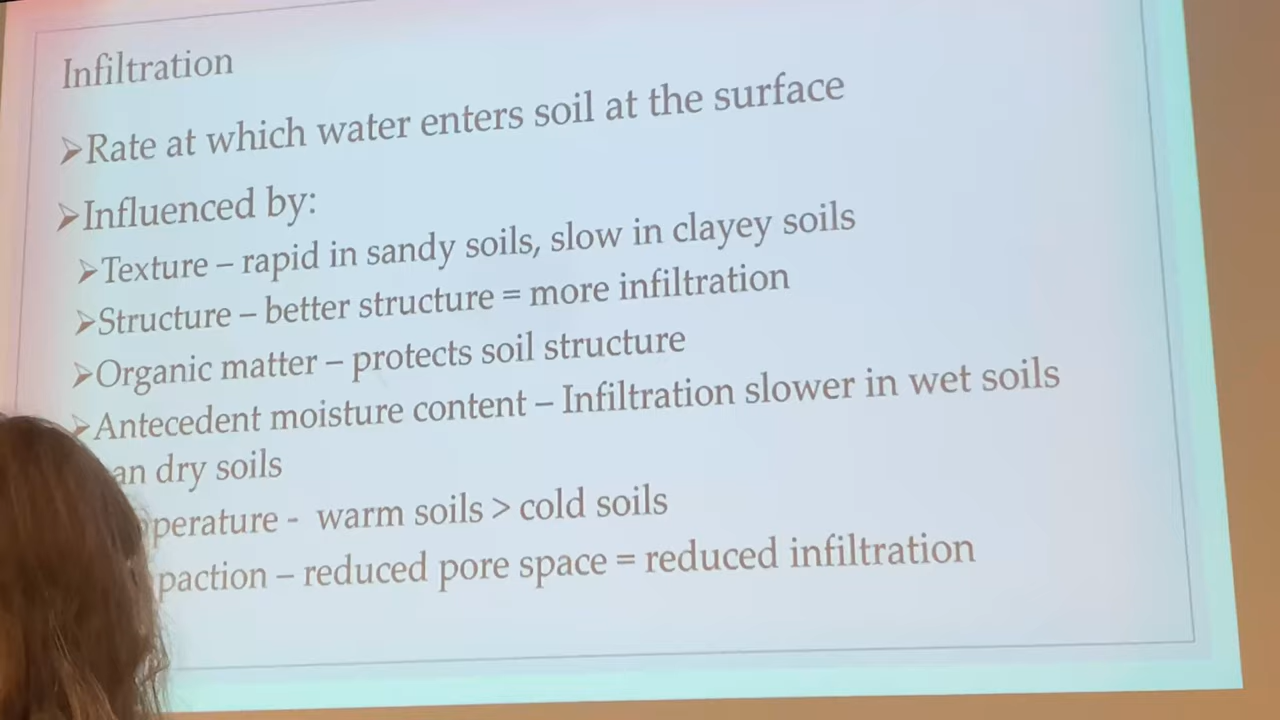 Infiltration
➢Rate at which water enters soil at the surface
➢Influenced by:
➢Texture – rapid in sandy soils, slow in clayey soils
➢Structure – better structure = more infiltration
➢Organic matter – protects soil structure
➢Antecedent moisture content – Infiltration slower in wet soils
an dry soils
perature - warm soils > cold soils
paction – reduced pore space = reduced infiltration